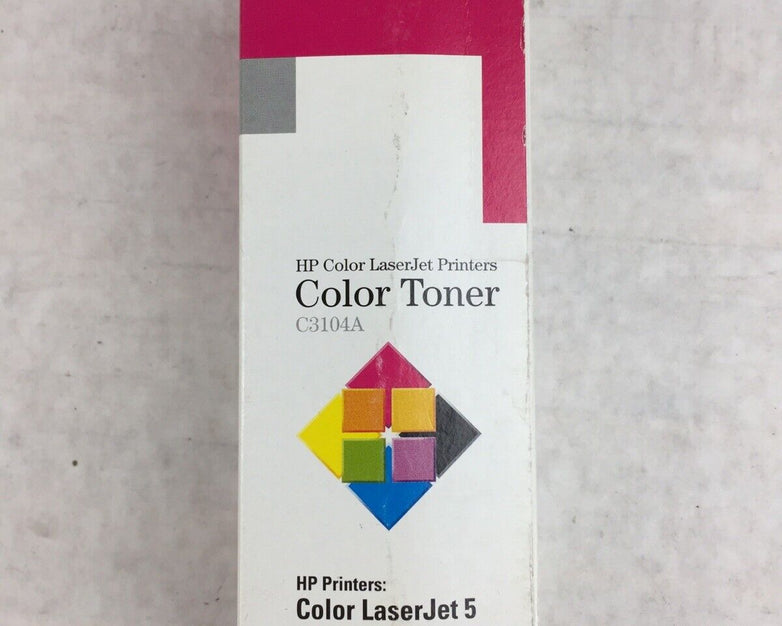 HP Color LaserJet Printers
Color Toner
C3104A
HP Printers:
Color LaserJet 5